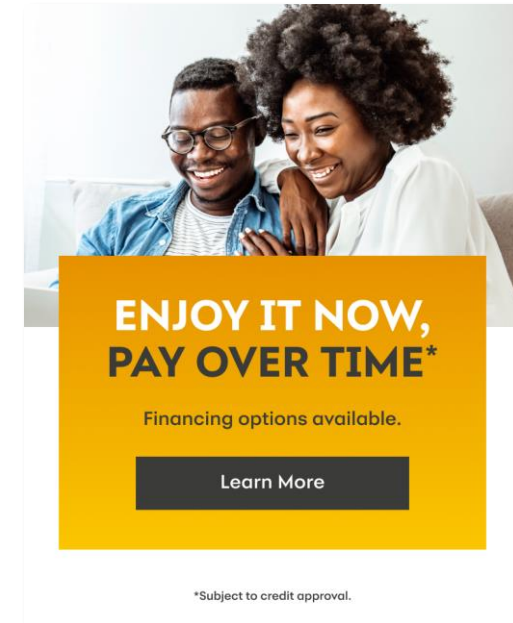 ENJOY IT NOW,
PAY OVER TIME*
Financing options available.
Learn More
*Subject to credit approval.